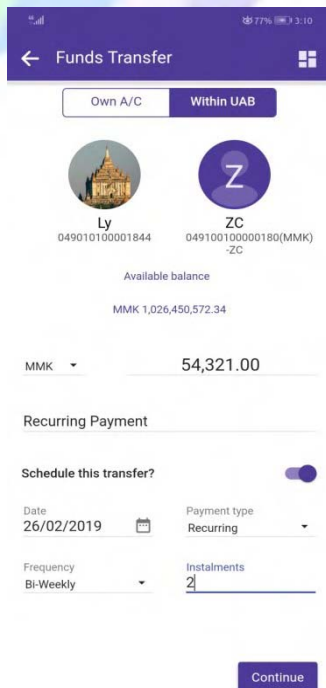 77% 3:10
Funds Transfer
Own A/C Within UAB
Z
Ly ZC
049010100001844 049100100000180(MMK)
-ZC
Available balance
MMK 1,026,450,572.34
MMK 54,321.00
Recurring Payment
Schedule this transfer?
Date Payment type
26/02/2019 Recurring
Frequency Instalments
Bi-Weekly 2
Continue